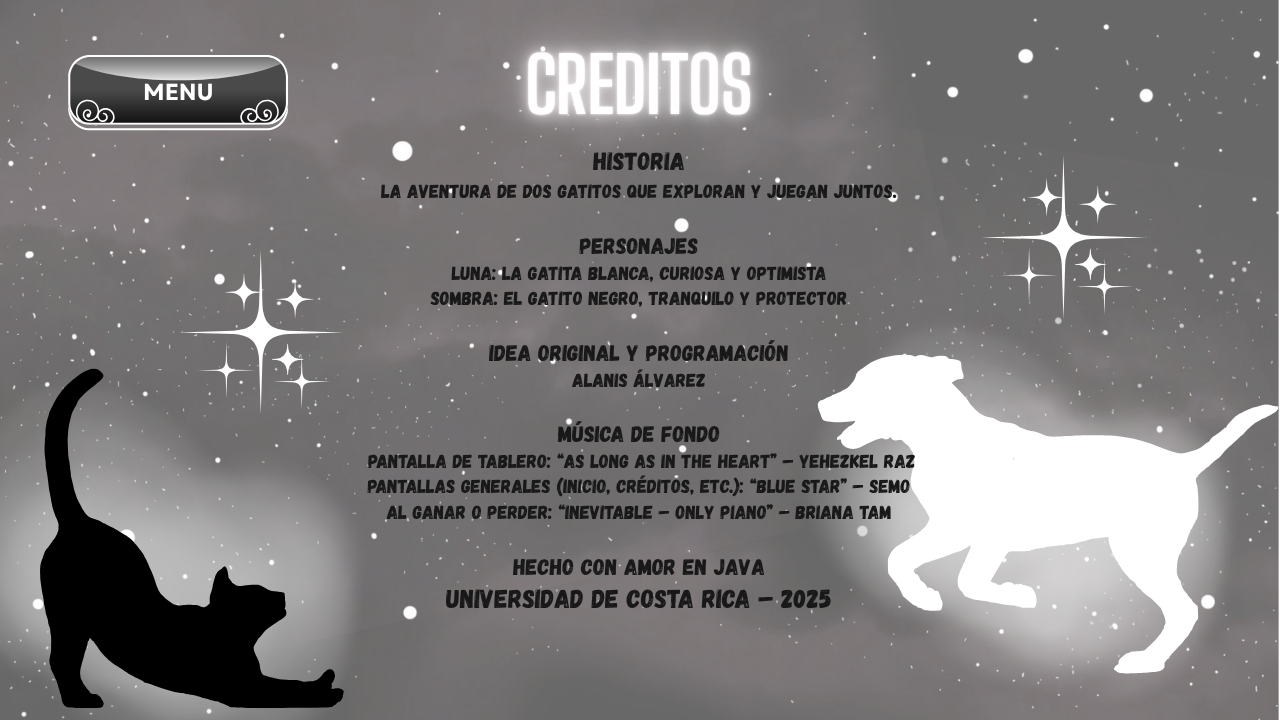 MENU
CREDITOS
HISTORIA
LA AVENTURA DE DOS GATITOS QUE EXPLORAN Y JUEGAN JUNTOS.
PERSONAJES
LUNA: LA GATITA BLANCA, CURIOSA Y OPTIMISTA
SOMBRA: EL GATITO NEGRO, TRANQUILO Y PROTECTOR
IDEA ORIGINAL Y PROGRAMACIÓN
ALANIS ÁLVAREZ
MÚSICA DE FONDO
PANTALLA DE TABLERO: “AS LONG AS IN THE HEART” – YEHEZKEL RAZ
PANTALLAS GENERALES (INICIO, CRÉDITOS, ETC.): “BLUE STAR” – SEMO
AL GANAR O PERDER: “INEVITABLE – ONLY PIANO” – BRIANA TAM
HECHO CON AMOR EN JAVA
UNIVERSIDAD DE COSTA RICA – 2025